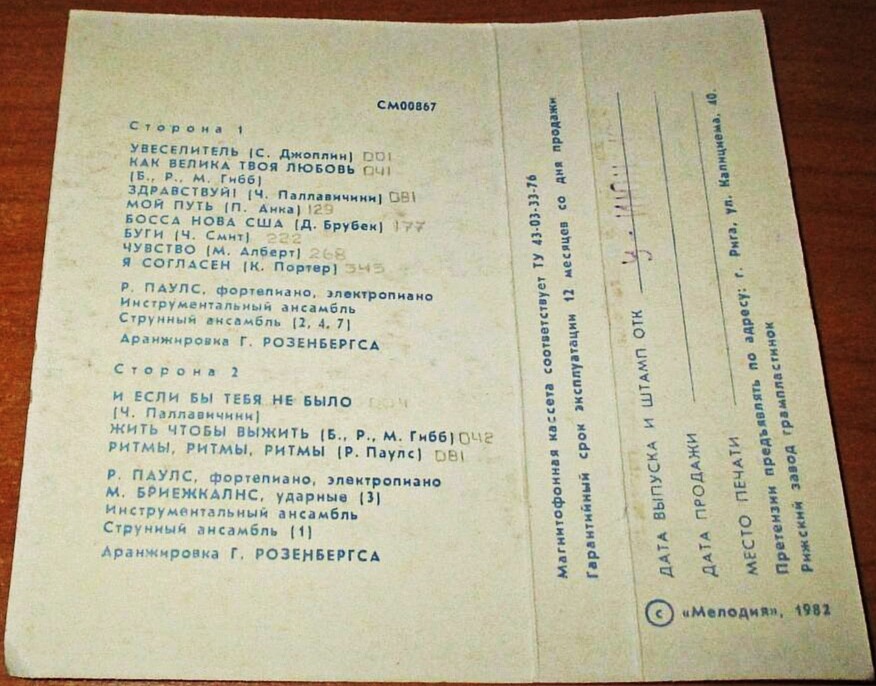 СМ00867
Сторона 1
УВЕСЕЛИТЕЛЬ (С. Джоплин) 001
КАК ВЕЛИКА ТВОЯ ЛЮБОВЬ 041
(Б., Р., М. Гибб)
ЗДРАВСТВУЙ! (Ч. Паллавичини) 081
МОЙ ПУТЬ (П. Анка) 129
БОССА НОВА США (Д. Брубек) 177
БУГИ (Ч. Смит) 222
ЧУВСТВО (М. Алберт) 268
Я СОГЛАСЕН (К. Портер) 345
Р. ПАУЛС, фортепиано, электропиано
Инструментальный ансамбль
Струнный ансамбль (2, 4, 7)
Аранжировка Г. РОЗЕНБЕРГСА
Сторона 2
И ЕСЛИ БЫ ТЕБЯ НЕ БЫЛО 004
(Ч. Паллавичини)
ЖИТЬ ЧТОБЫ ВЫЖИТЬ (Б., Р., М. Гибб) 042
РИТМЫ, РИТМЫ, РИТМЫ (Р. Паулс) 081
Р. ПАУЛС, фортепиано, электропиано
М. БРИЕЖКАЛНС, ударные (3)
Инструментальный ансамбль
Струнный ансамбль (1)
Аранжировка Г. РОЗЕНБЕРГСА
Магнитофонная кассета соответствует ТУ 43-03-33-76
Гарантийный срок эксплуатации 12 месяцев со дня продажи
ДАТА ВЫПУСКА И ШТАМП ОТК
ДАТА ПРОДАЖИ
МЕСТО ПЕЧАТИ
Претензии предъявлять по адресу: г. Рига, ул. Калнциема, 40.
Рижский завод грампластинок
© «Мелодия», 1982